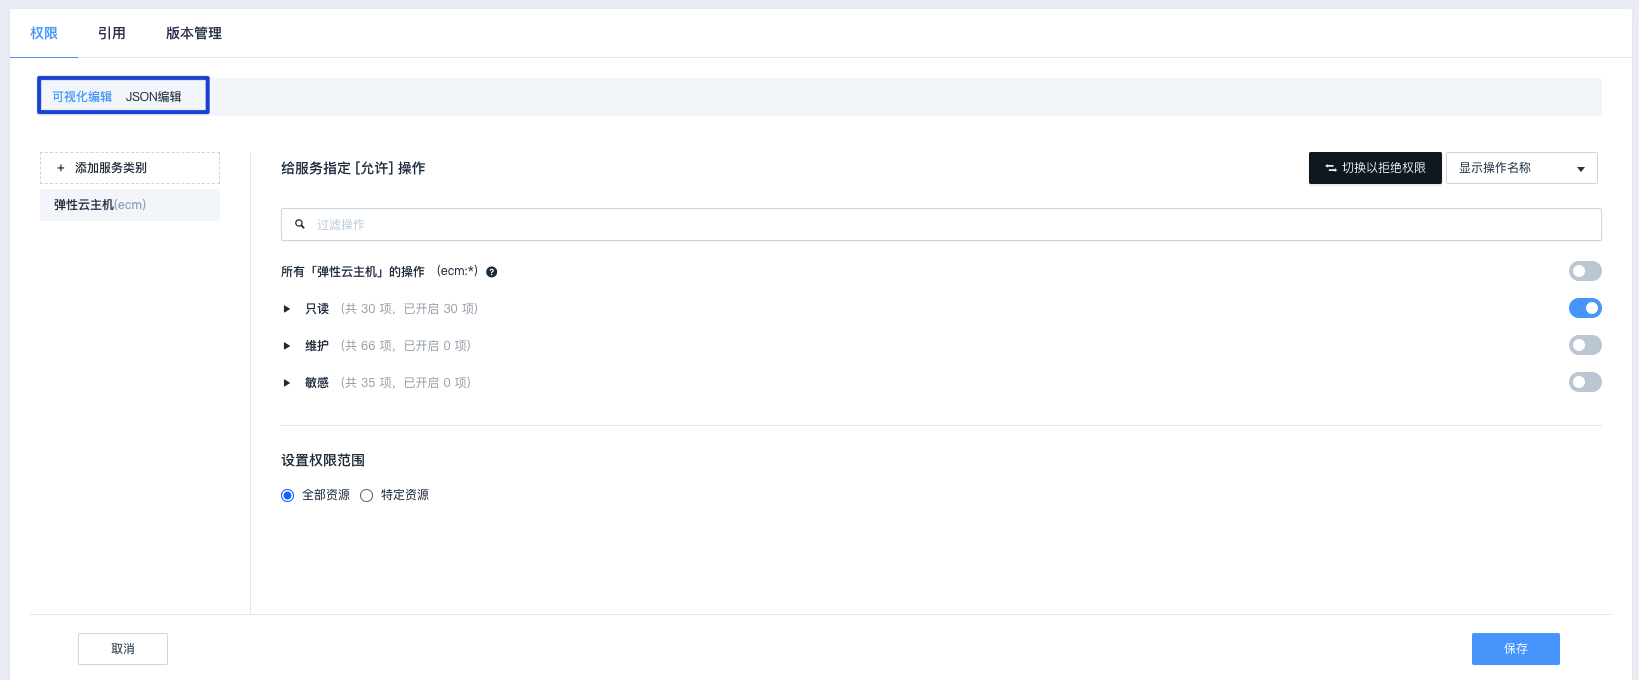 权限 引用 版本管理
可视化编辑 JSON编辑
+ 添加服务类别
弹性云主机(ecm)
给服务指定 [允许] 操作
切换以拒绝权限 显示操作名称
过滤操作
所有「弹性云主机」的操作 (ecm:*) ?
只读 (共 30 项，已开启 30 项)
维护 (共 66 项，已开启 0 项)
敏感 (共 35 项，已开启 0 项)
设置权限范围
全部资源 特定资源
取消 保存